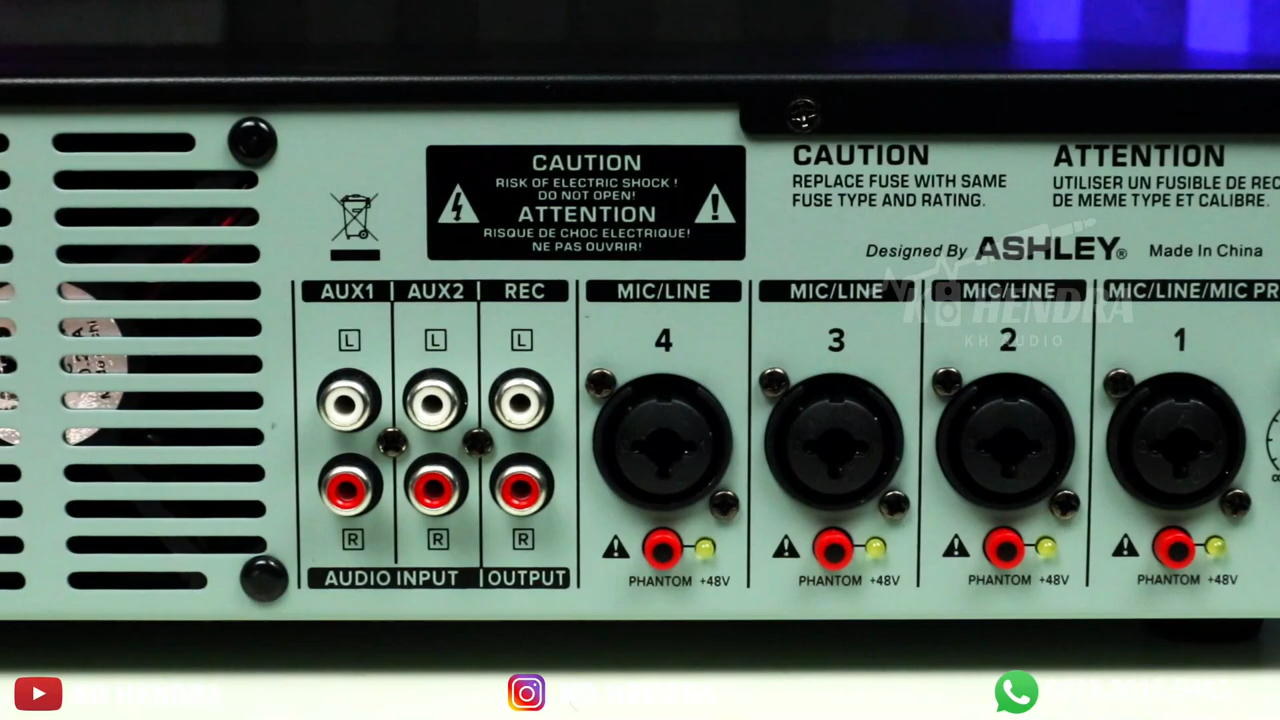 CAUTION
RISK OF ELECTRIC SHOCK !
DO NOT OPEN!
ATTENTION
RISQUE DE CHOC ELECTRIQUE!
NE PAS OUVRIR!
CAUTION
REPLACE FUSE WITH SAME
FUSE TYPE AND RATING.
ATTENTION
UTILISER UN FUSIBLE DE REC
DE MEME TYPE ET CALIBRE.
Designed By ASHLEY® Made In China
AUX1 AUX2 REC
MIC/LINE MIC/LINE MIC/LINE MIC/LINE/MIC PR
KB HENDRA
KH AUDIO
4 3 2 1
L L L
R R R
AUDIO INPUT OUTPUT
PHANTOM +48V PHANTOM +48V PHANTOM +48V PHANTOM +48V